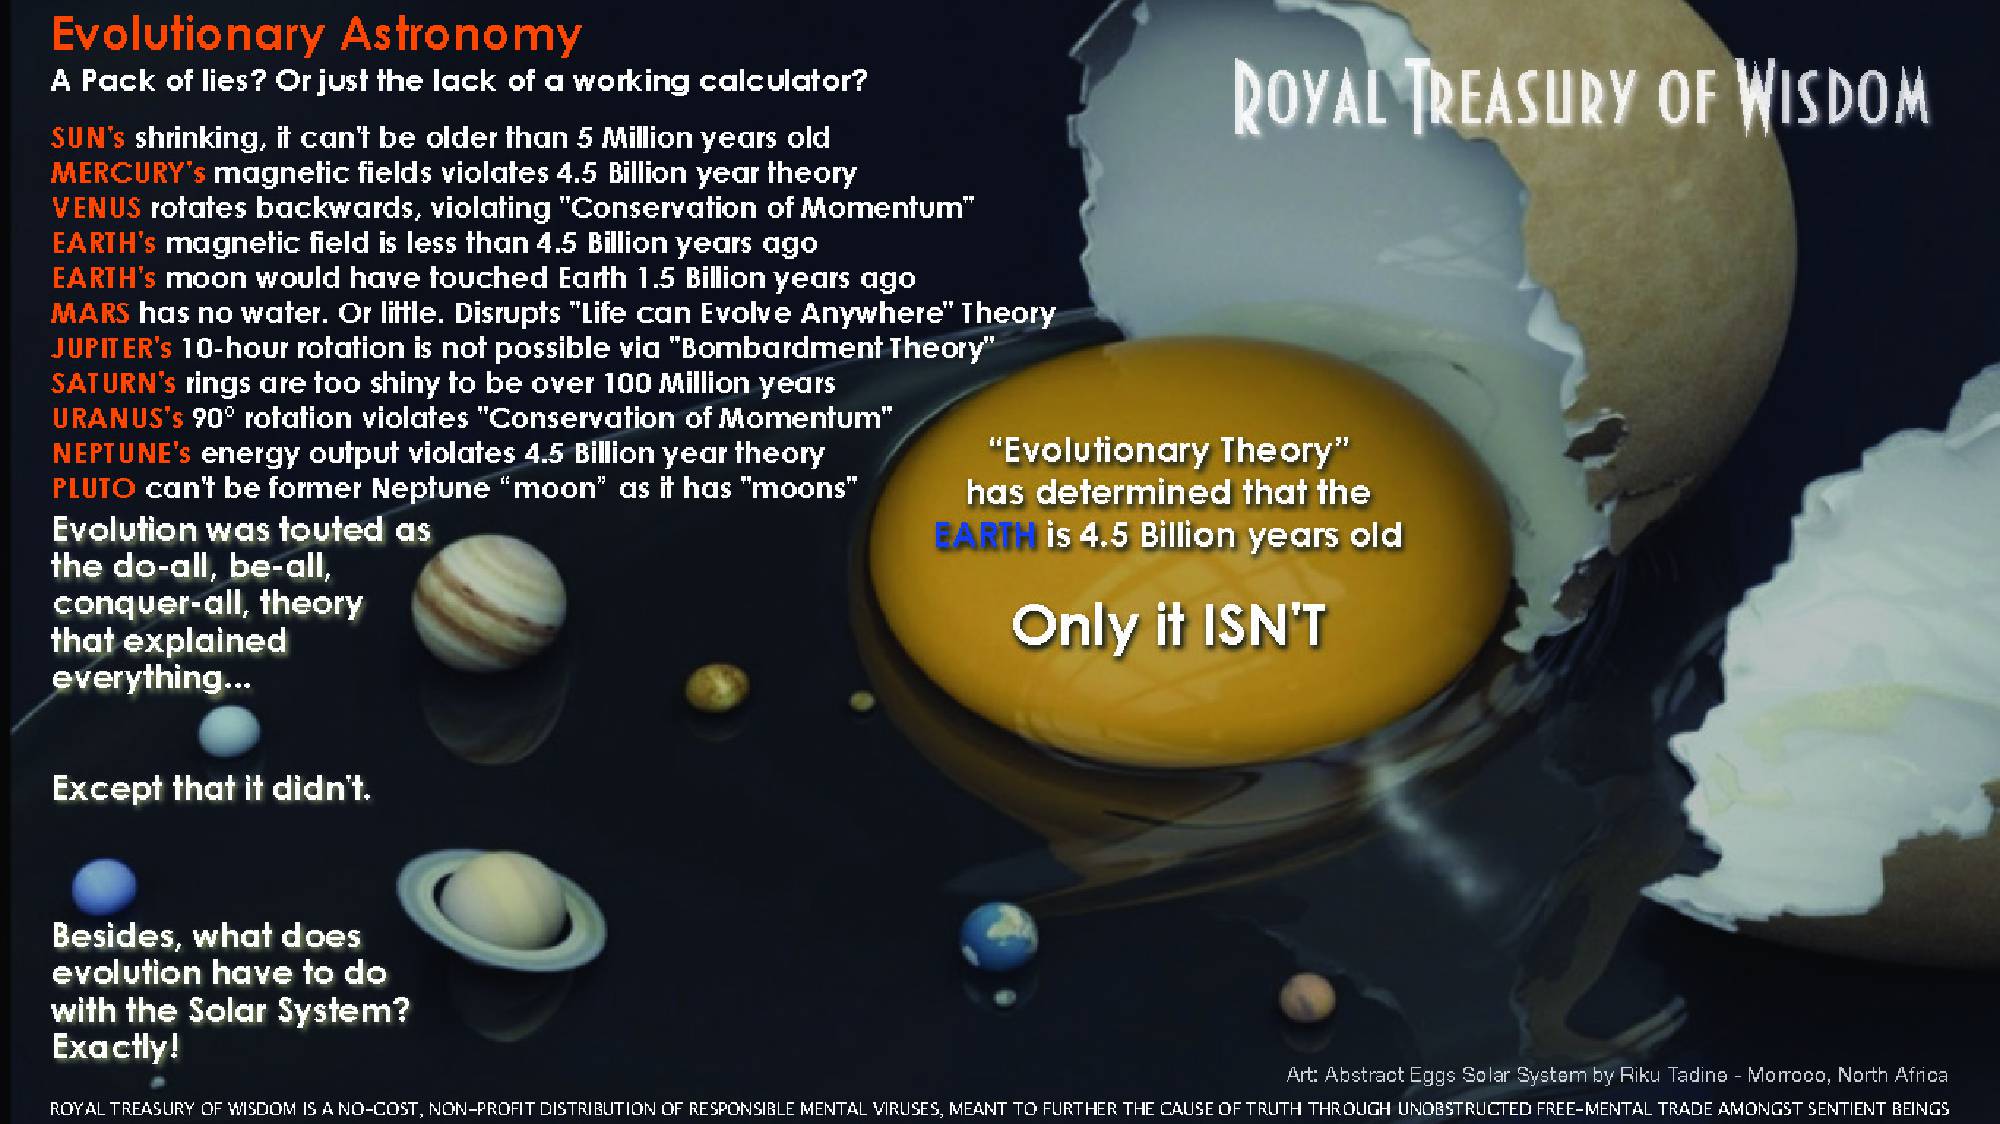 Evolutionary Astronomy
A Pack of lies? Or just the lack of a working calculator?
ROYAL TREASURY OF WISDOM
SUN's shrinking, it can't be older than 5 Million years old
MERCURY's magnetic fields violates 4.5 Billion year theory
VENUS rotates backwards, violating "Conservation of Momentum"
EARTH's magnetic field is less than 4.5 Billion years ago
EARTH's moon would have touched Earth 1.5 Billion years ago
MARS has no water. Or little. Disrupts "Life can Evolve Anywhere" Theory
JUPITER's 10-hour rotation is not possible via "Bombardment Theory"
SATURN's rings are too shiny to be over 100 Million years
URANUS's 90° rotation violates "Conservation of Momentum"
NEPTUNE's energy output violates 4.5 Billion year theory
PLUTO can't be former Neptune “moon” as it has "moons"
Evolution was touted as
the do-all, be-all,
conquer-all, theory
that explained
everything...
Except that it didn't.
Besides, what does
evolution have to do
with the Solar System?
Exactly!
“Evolutionary Theory”
has determined that the
EARTH is 4.5 Billion years old
Only it ISN'T
Art: Abstract Eggs Solar System by Riku Tadine - Morroco, North Africa
ROYAL TREASURY OF WISDOM IS A NO-COST, NON-PROFIT DISTRIBUTION OF RESPONSIBLE MENTAL VIRUSES, MEANT TO FURTHER THE CAUSE OF TRUTH THROUGH UNOBSTRUCTED FREE-MENTAL TRADE AMONGST SENTIENT BEINGS